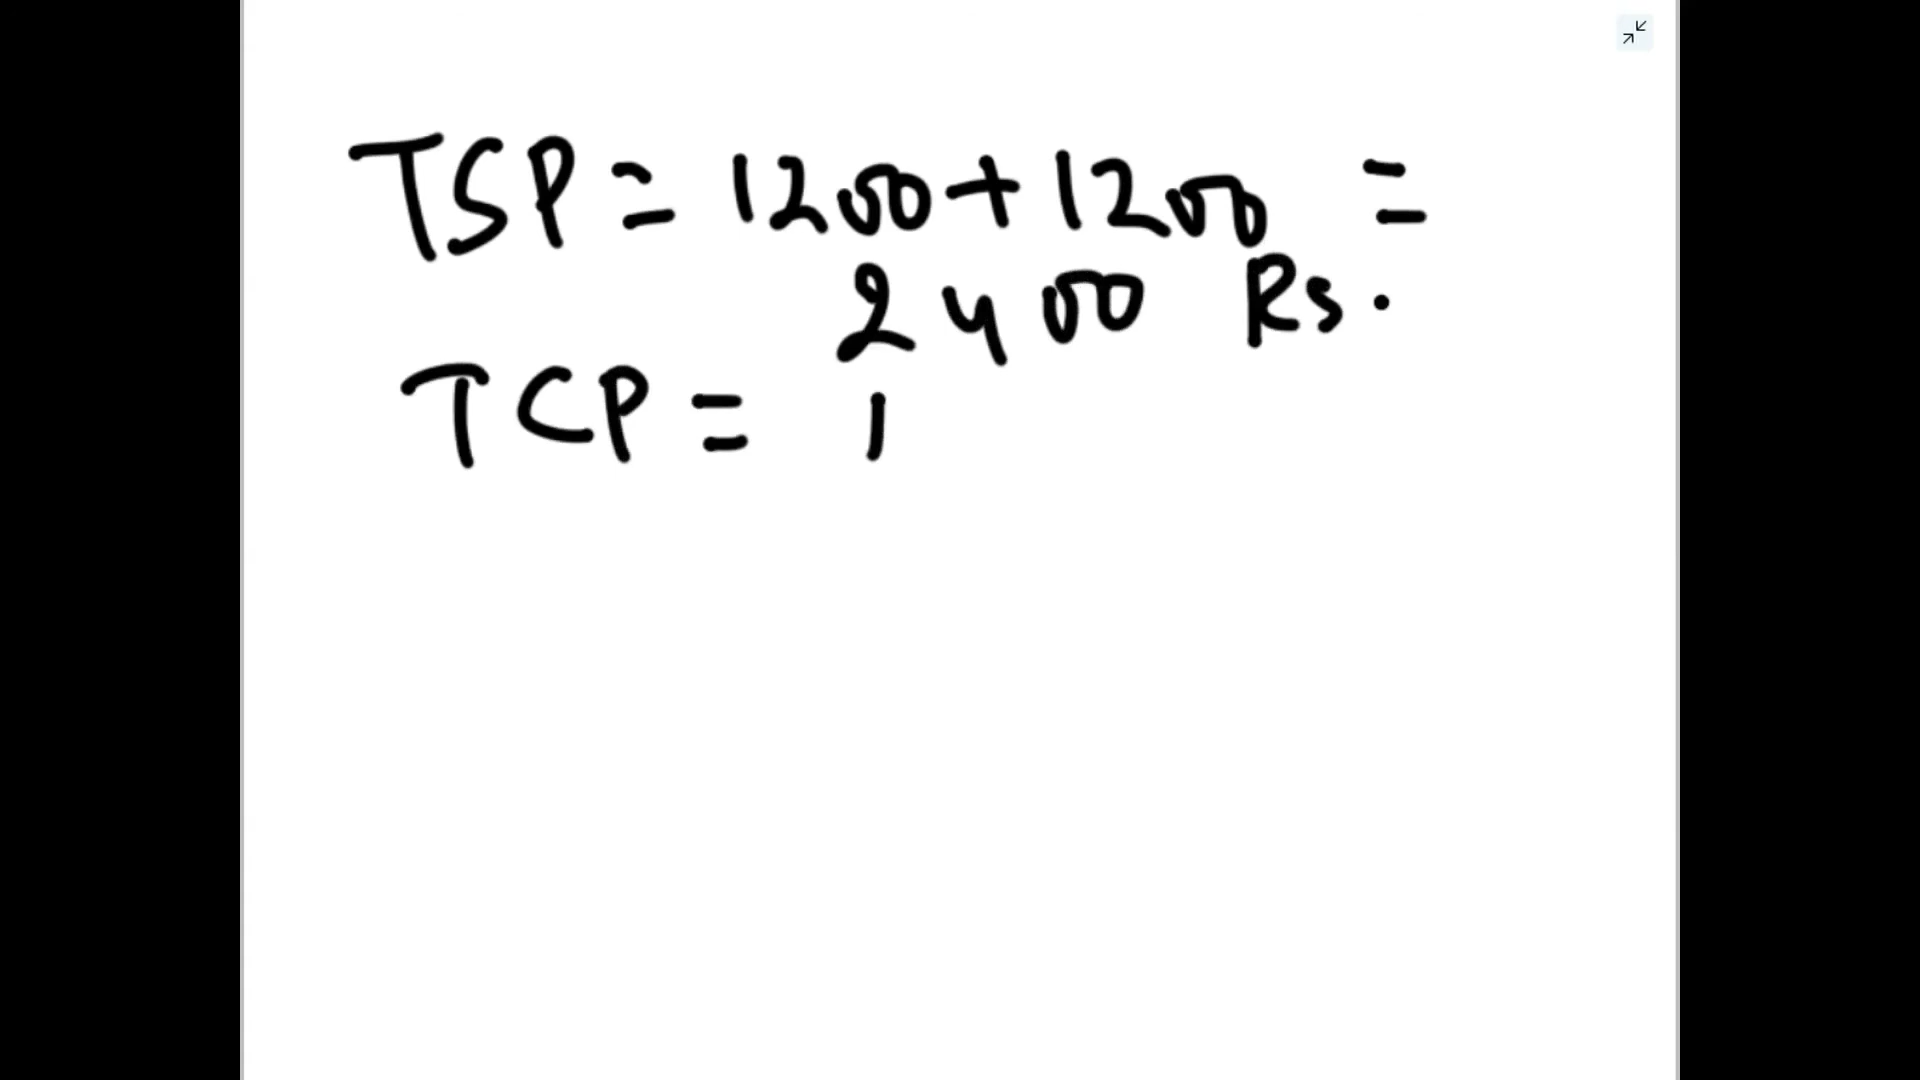 TSP = 1200 + 1200 =
2400 Rs.
TCP = 1